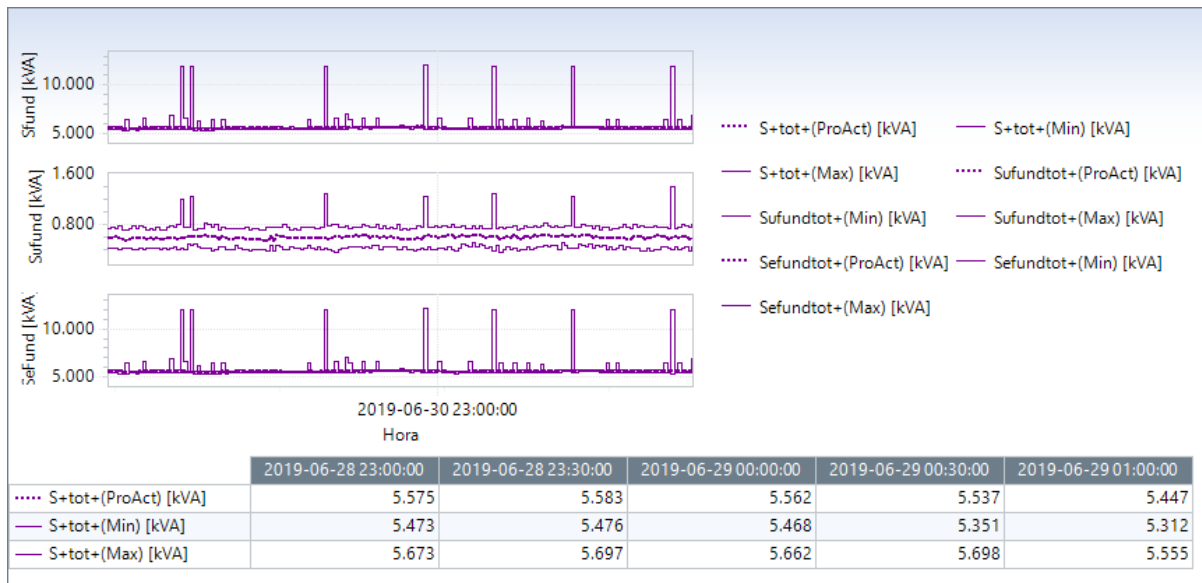 Sfund [kVA]
10.000
5.000
Sufund [kVA]
1.600
0.800
SeFund [kVA]
10.000
5.000
2019-06-30 23:00:00
Hora
S+tot+(ProAct) [kVA] S+tot+(Min) [kVA]
S+tot+(Max) [kVA] Sufundtot+(ProAct) [kVA]
Sufundtot+(Min) [kVA] Sufundtot+(Max) [kVA]
Sefundtot+(ProAct) [kVA] Sefundtot+(Min) [kVA]
Sefundtot+(Max) [kVA]
2019-06-28 23:00:00 2019-06-28 23:30:00 2019-06-29 00:00:00 2019-06-29 00:30:00 2019-06-29 01:00:00
S+tot+(ProAct) [kVA] 5.575 5.583 5.562 5.537 5.447
S+tot+(Min) [kVA] 5.473 5.476 5.468 5.351 5.312
S+tot+(Max) [kVA] 5.673 5.697 5.662 5.698 5.555